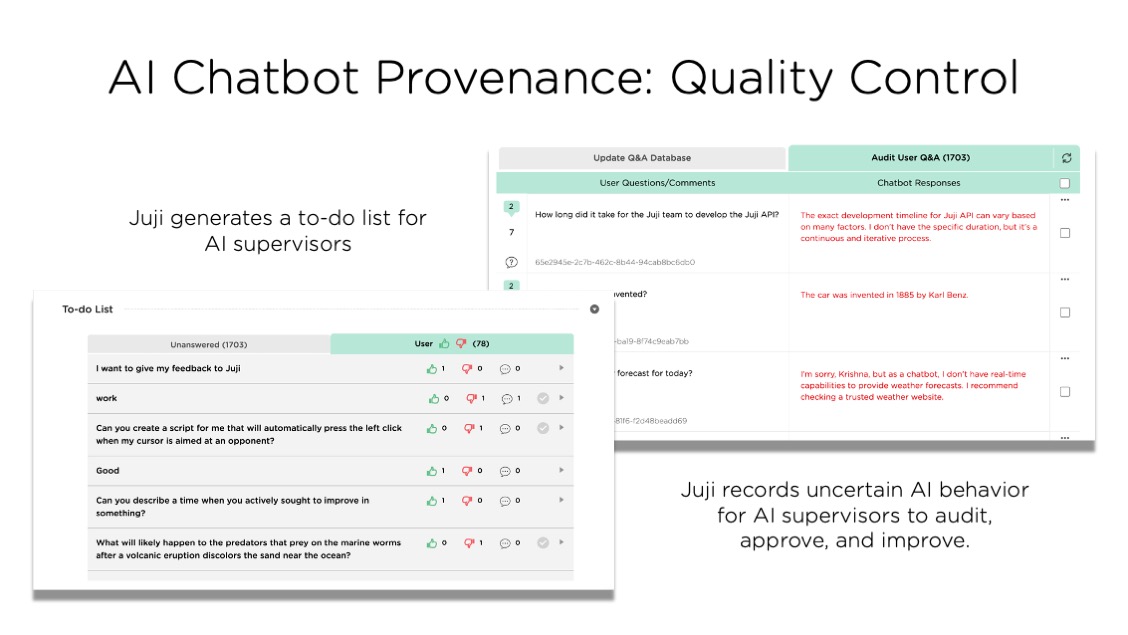 AI Chatbot Provenance: Quality Control
Juji generates a to-do list for
AI supervisors
Update Q&A Database
Audit User Q&A (1703)
User Questions/Comments
Chatbot Responses
2
How long did it take for the Juji team to develop the Juji API?
7
65e2945e-2c7b-462c-8b44-94cab8bc6db0
The exact development timeline for Juji API can vary based
on many factors. I don't have the specific duration, but it's a
continuous and iterative process.
2
vented?
-ba19-8f74c9eab7bb
The car was invented in 1885 by Karl Benz.
forecast for today?
81f6-f2d48beadd69
I'm sorry, Krishna, but as a chatbot, I don't have real-time
capabilities to provide weather forecasts. I recommend
checking a trusted weather website.
To-do List
Unanswered (1703)
User (78)
I want to give my feedback to Juji 1 0 0
work 0 1 1
Can you create a script for me that will automatically press the left click
when my cursor is aimed at an opponent?
0 1 0
Good 1 0 0
Can you describe a time when you actively sought to improve in
something?
1 0 0
What will likely happen to the predators that prey on the marine worms
after a volcanic eruption discolors the sand near the ocean?
0 1 0
Juji records uncertain AI behavior
for AI supervisors to audit,
approve, and improve.